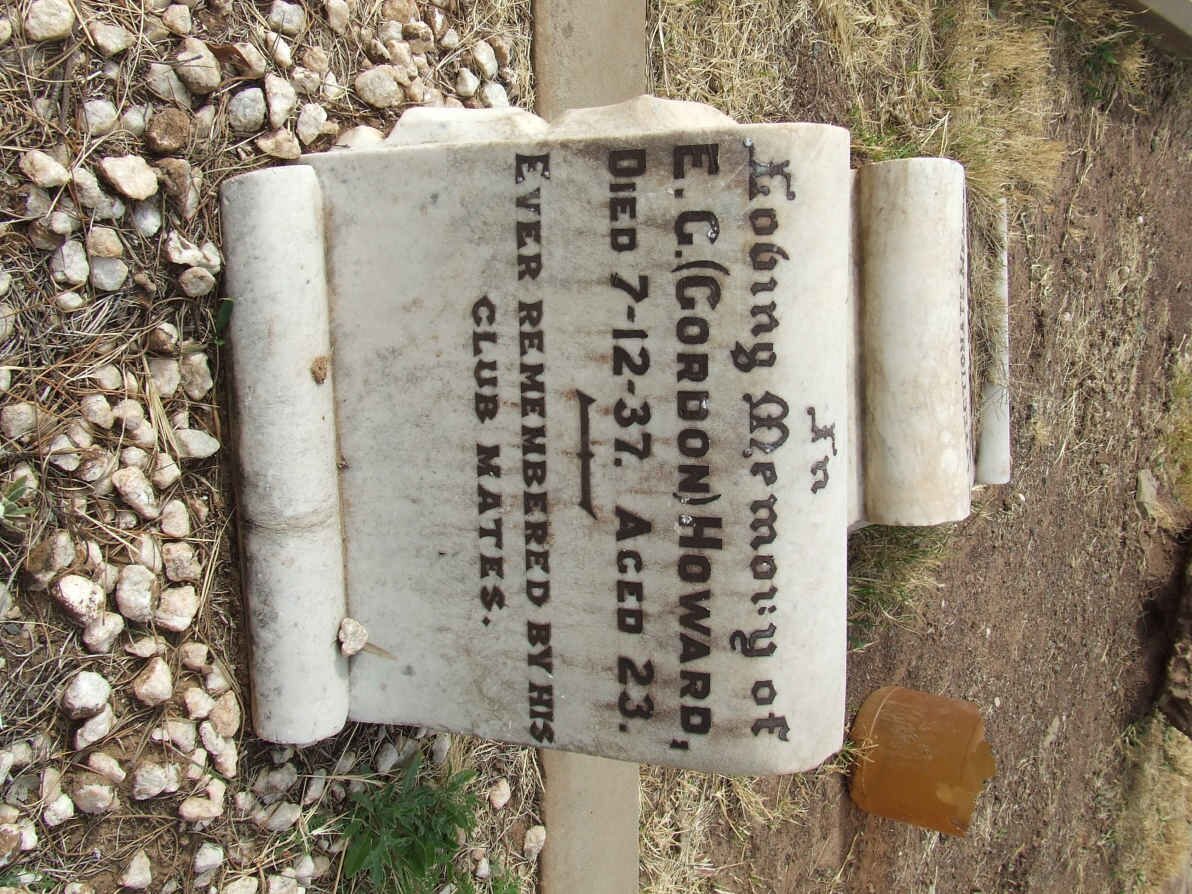 In
Loving Memory of
E. C. (GORDON) HOWARD,
DIED 7-12-37. AGED 23.
EVER REMEMBERED BY HIS
CLUB MATES.